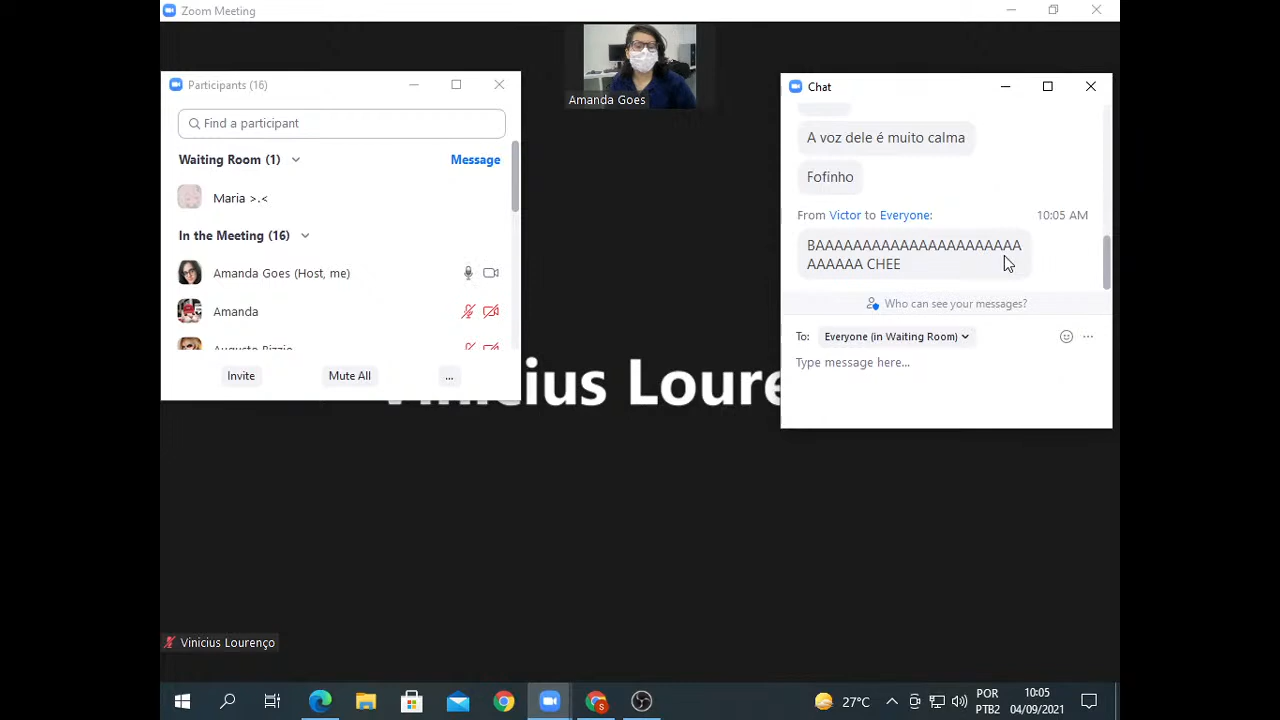 Zoom Meeting
Amanda Goes
Participants (16)
Find a participant
Waiting Room (1)
Message
Maria >.<
In the Meeting (16)
Amanda Goes (Host, me)
Amanda
Augusto Bizzio
Invite
Mute All
...
Chat
A voz dele é muito calma
Fofinho
From Victor to Everyone:
10:05 AM
BAAAAAAAAAAAAAAAAAAAAAA
AAAAAA CHEE
Who can see your messages?
To: Everyone (in Waiting Room)
Type message here...
Vinicius Loure
Vinicius Lourenço
27°C
POR
PTB2
10:05
04/09/2021